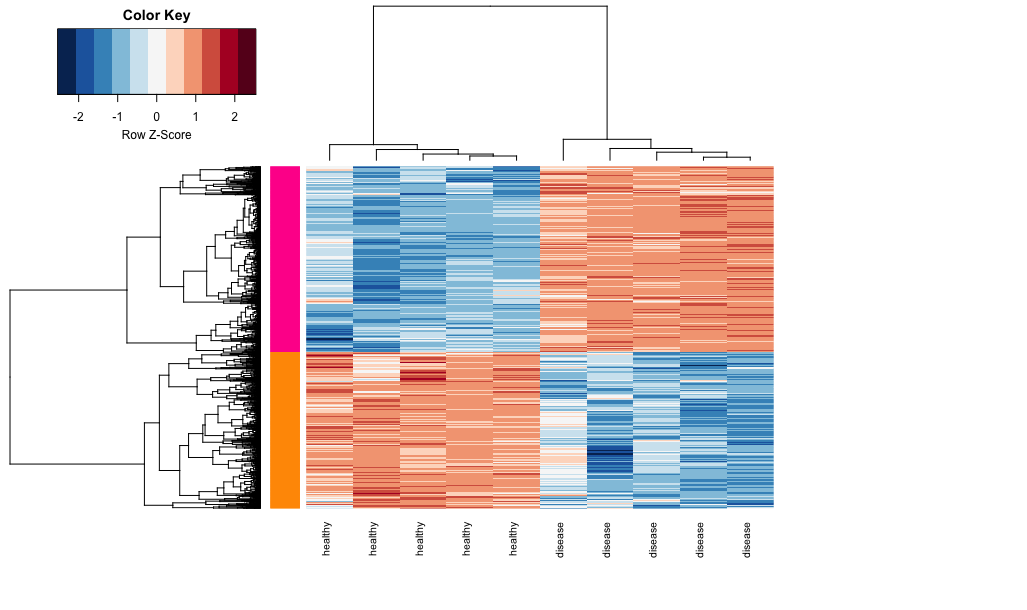 Color Key
-2 -1 0 1 2
Row Z-Score
healthy
healthy
healthy
healthy
healthy
disease
disease
disease
disease
disease